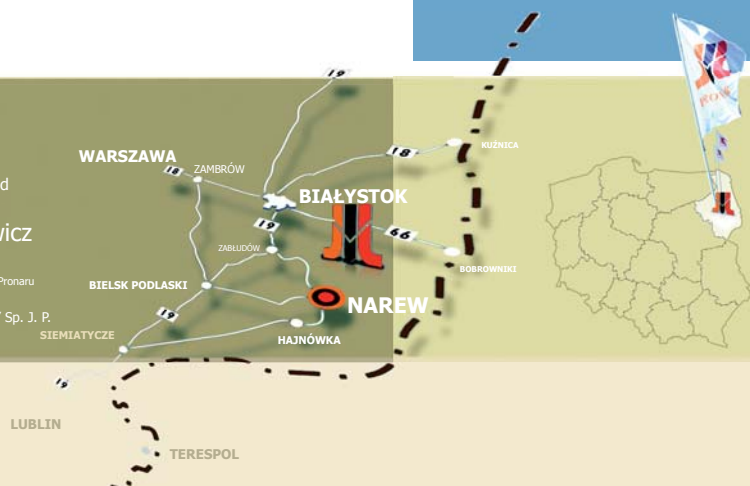 19
WARSZAWA
ZAMBRÓW
18
18
KUŹNICA
d
BIAŁYSTOK
19
66
wicz
ZABŁUDÓW
BOBROWNIKI
Pronaru
BIELSK PODLASKI
NAREW
19
Sp. J. P.
SIEMIATYCZE
HAJNÓWKA
19
LUBLIN
TERESPOL